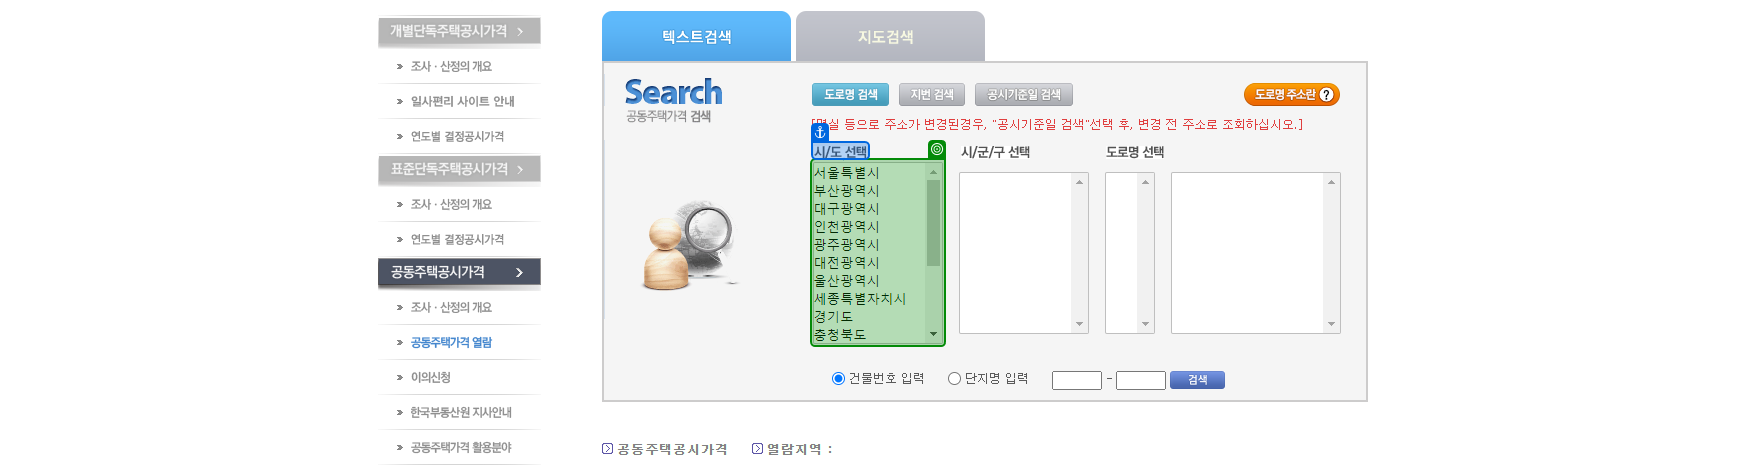 개별단독주택공시가격
조사 · 산정의 개요
일사편리 사이트 안내
연도별 결정공시가격
표준단독주택공시가격
조사 · 산정의 개요
연도별 결정공시가격
공동주택공시가격
조사 · 산정의 개요
공동주택가격 열람
이의신청
한국부동산원 지사안내
공동주택가격 활용분야
텍스트검색
지도검색
Search
공동주택가격 검색
도로명 검색
지번 검색
공시기준일 검색
도로명 주소란 ?
등으로 주소가 변경된경우, "공시기준일 검색"선택 후, 변경 전 주소로 조회하십시오.]
시/도 선택
시/군/구 선택
도로명 선택
서울특별시
부산광역시
대구광역시
인천광역시
광주광역시
대전광역시
울산광역시
세종특별자치시
경기도
충청북도
건물번호 입력
단지명 입력
-
검색
공동주택공시가격
열람지역 :